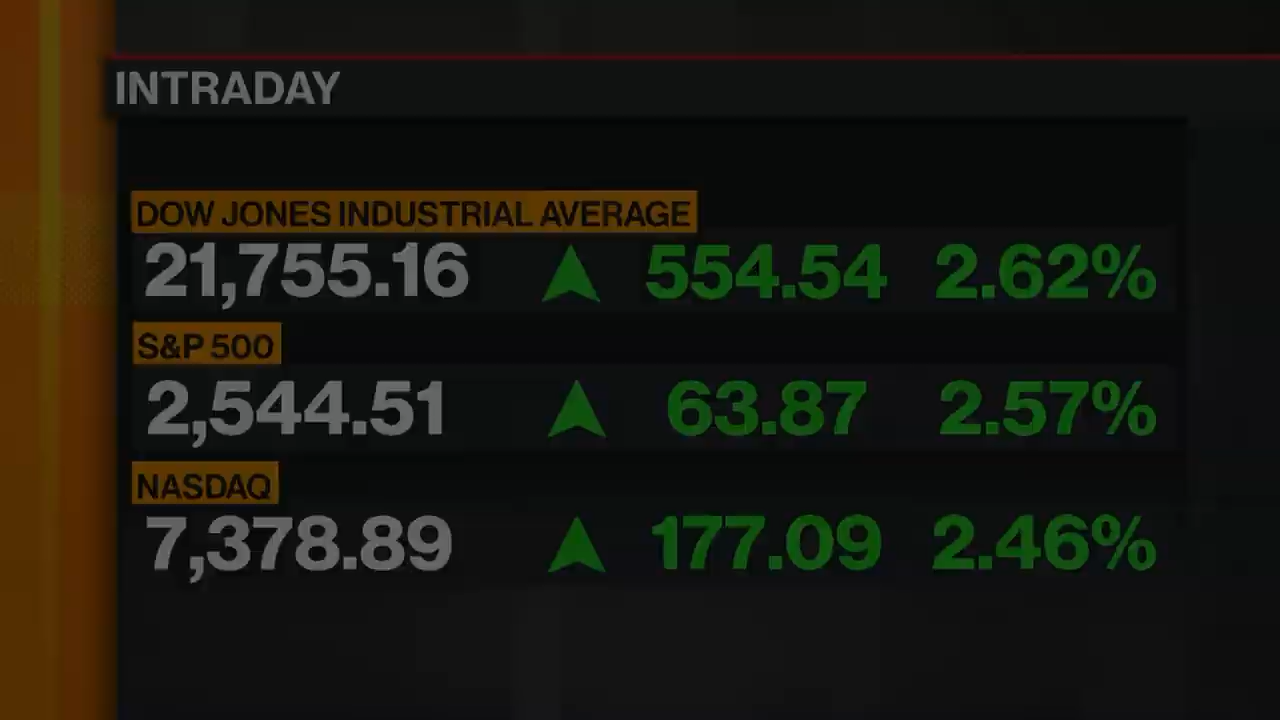 INTRADAY
DOW JONES INDUSTRIAL AVERAGE
21,755.16 ▲ 554.54 2.62%
S&P 500
2,544.51 ▲ 63.87 2.57%
NASDAQ
7,378.89 ▲ 177.09 2.46%